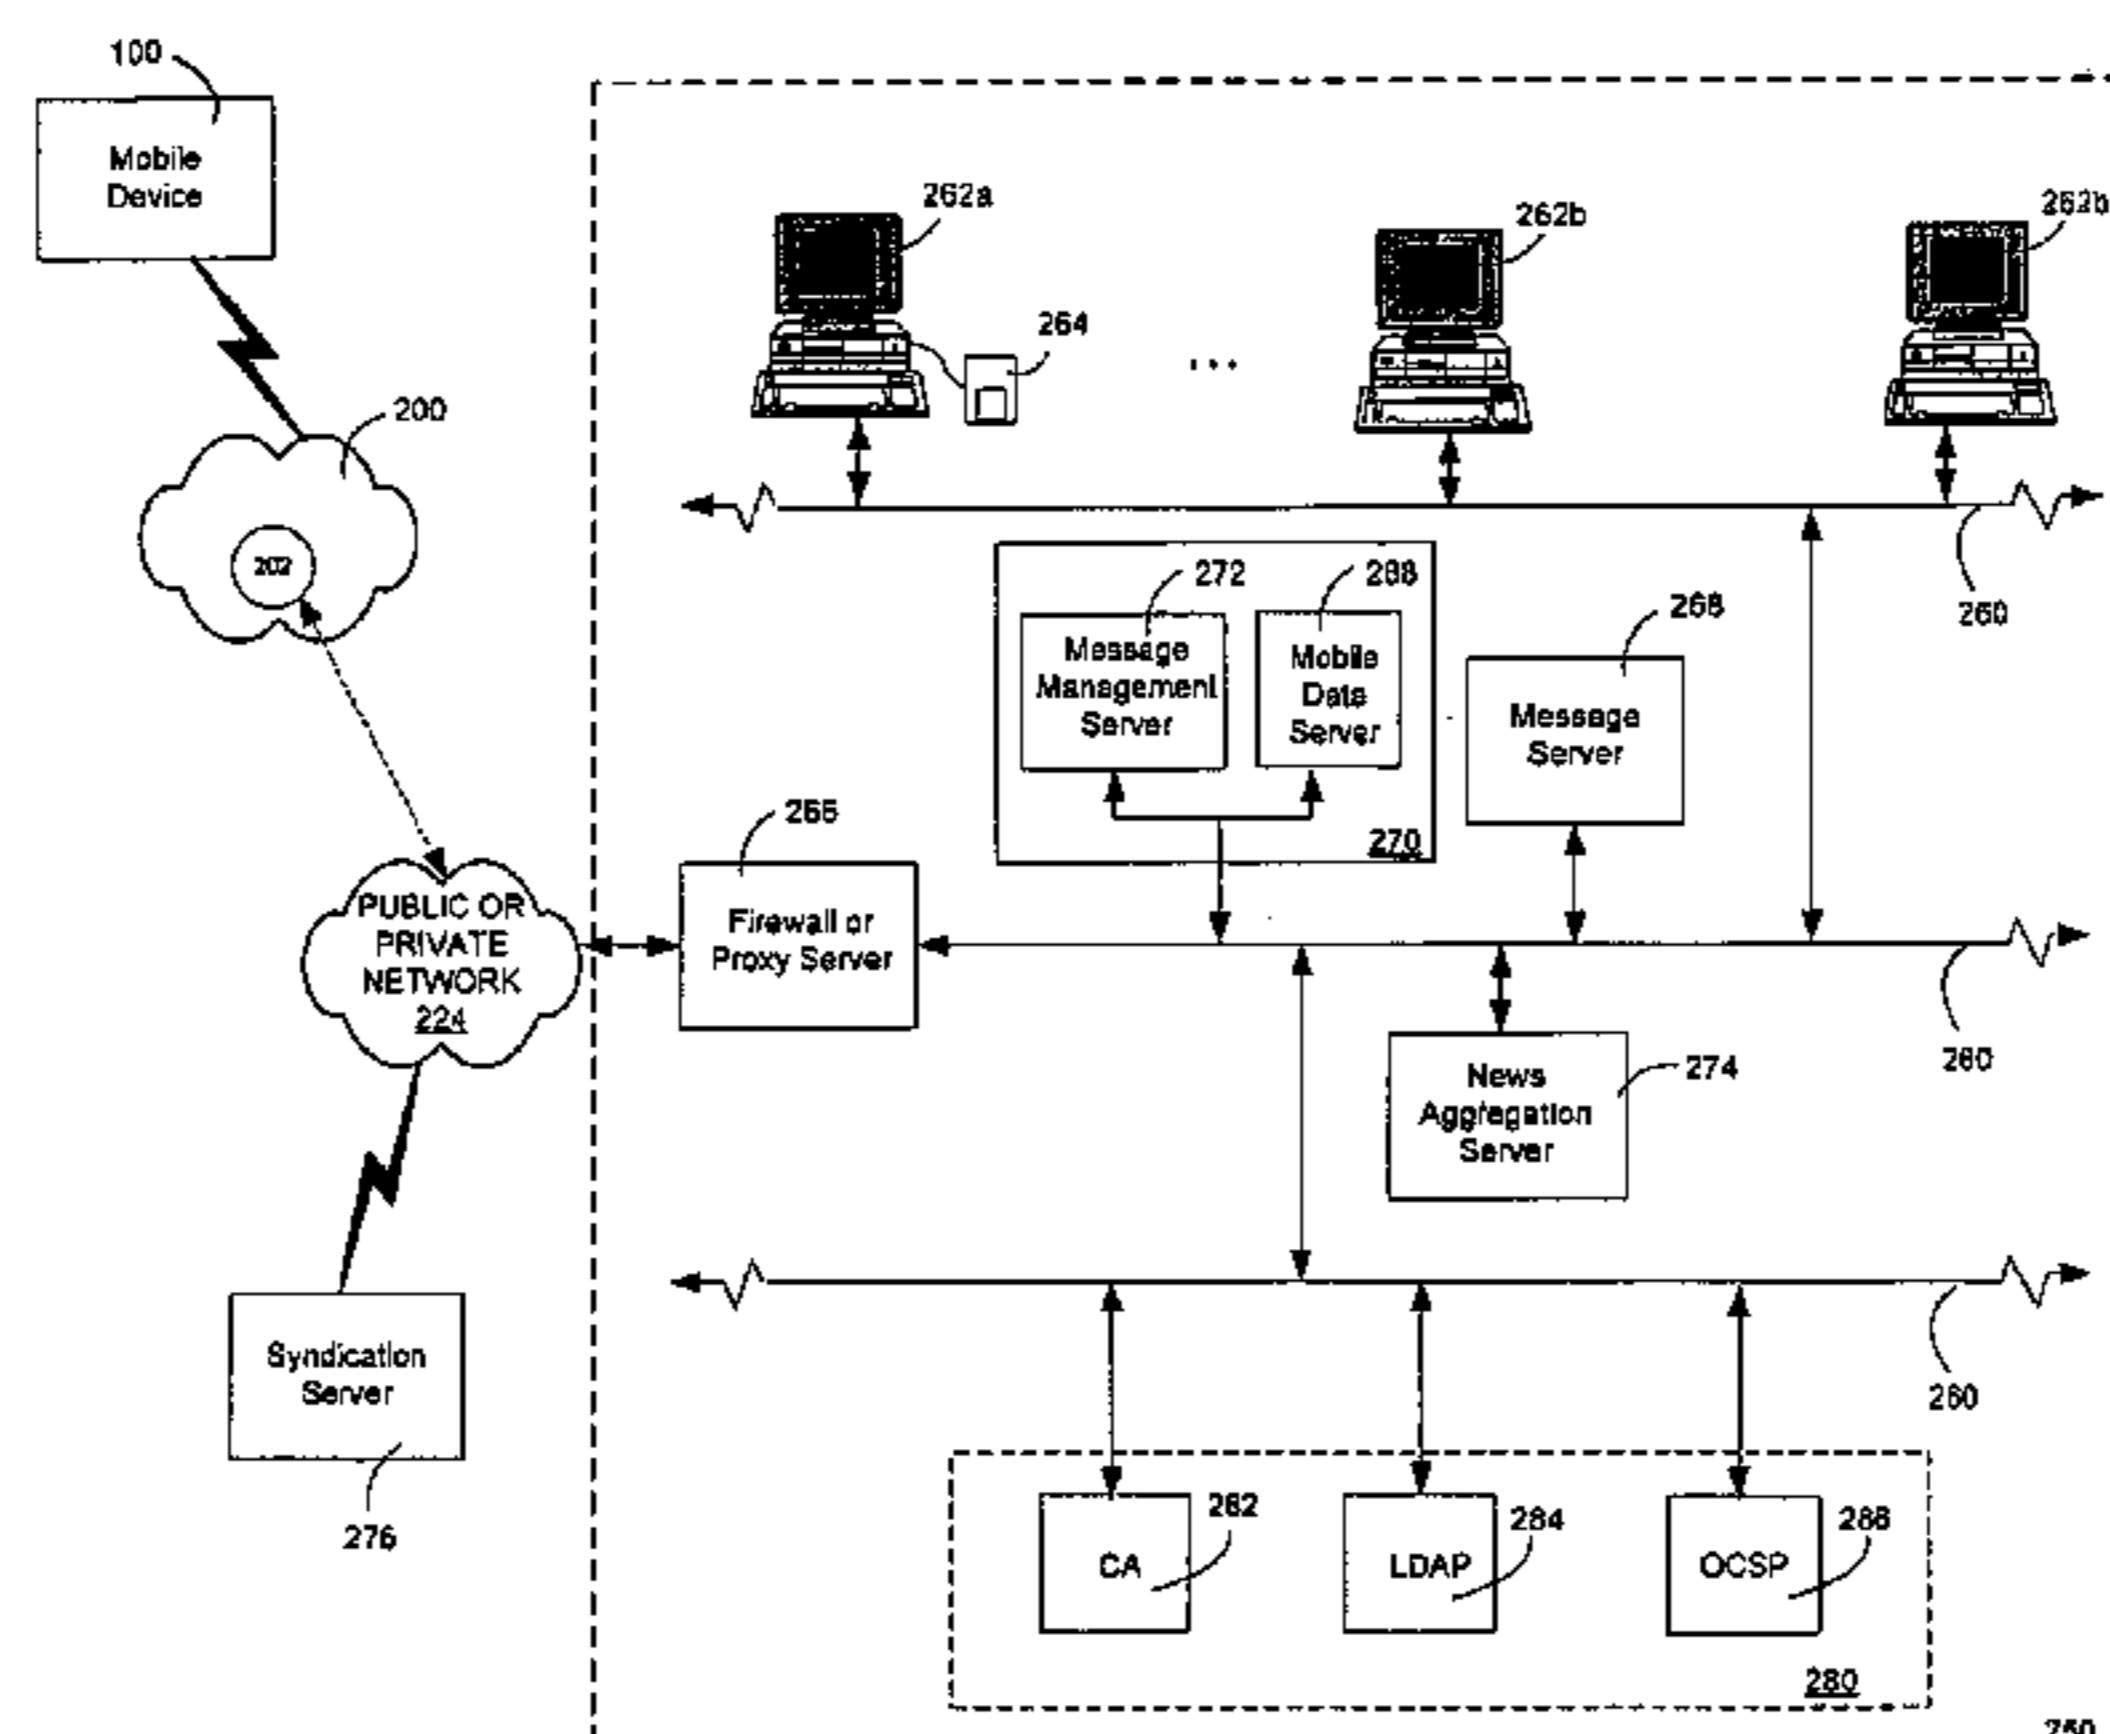 100
Mobile
Device
200
202
PUBLIC OR
PRIVATE
NETWORK
224
Syndication
Server
276
262a
264
...
262b
262b
260
272
288
Message
Management
Server
Mobile
Data
Server
270
268
Message
Server
266
Firewall or
Proxy Server
260
News
Aggregation
Server
274
260
CA
282
LDAP
284
OCSP
286
280